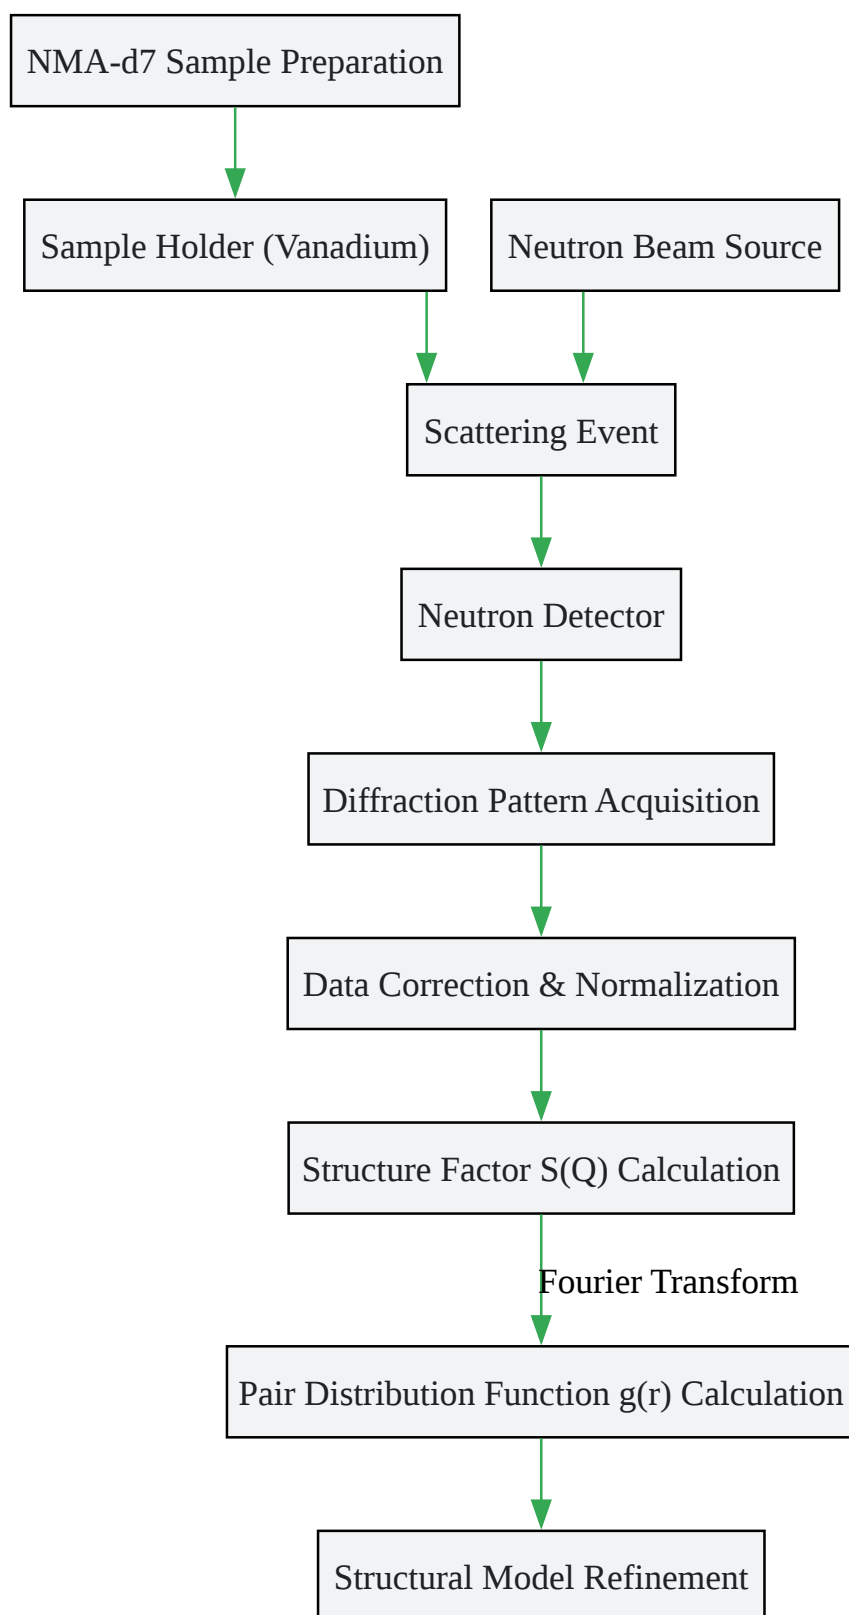 NMA-d7 Sample Preparation
Sample Holder (Vanadium)
Neutron Beam Source
Scattering Event
Neutron Detector
Diffraction Pattern Acquisition
Data Correction & Normalization
Structure Factor S(Q) Calculation
Fourier Transform
Pair Distribution Function g(r) Calculation
Structural Model Refinement